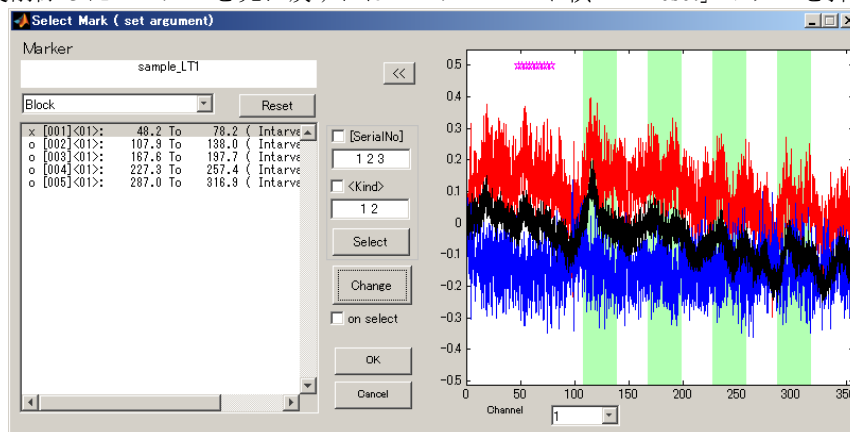 Select Mark ( set argument)
Marker
sample_LT1
<<
Block
Reset
x [001]<01>: 48.2 To 78.2 ( Interva
o [002]<01>: 107.9 To 138.0 ( Interva
o [003]<01>: 167.6 To 197.7 ( Interva
o [004]<01>: 227.3 To 257.4 ( Interva
o [005]<01>: 287.0 To 316.9 ( Interva
[SerialNo]
1 2 3
<Kind>
1 2
Select
Change
on select
OK
Cancel
0.5
0.4
0.3
0.2
0.1
0
-0.1
-0.2
-0.3
-0.4
-0.5
0 50 100 150 200 250 300 350
Channel
1